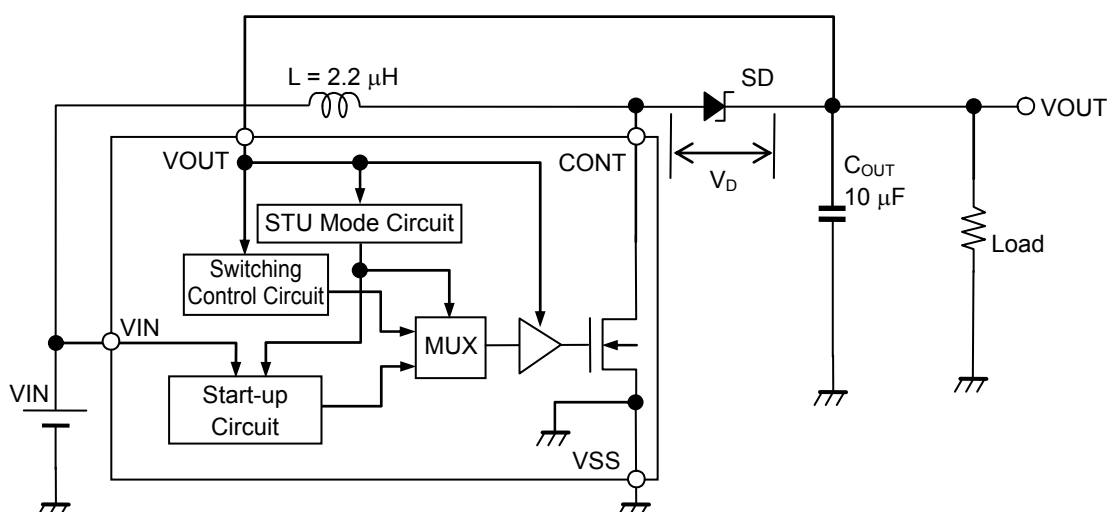 L = 2.2 μH
SD
VOUT
VOUT
CONT
V_D
C_OUT
10 μF
STU Mode Circuit
Load
Switching
Control Circuit
VIN
MUX
VIN
Start-up
Circuit
VSS